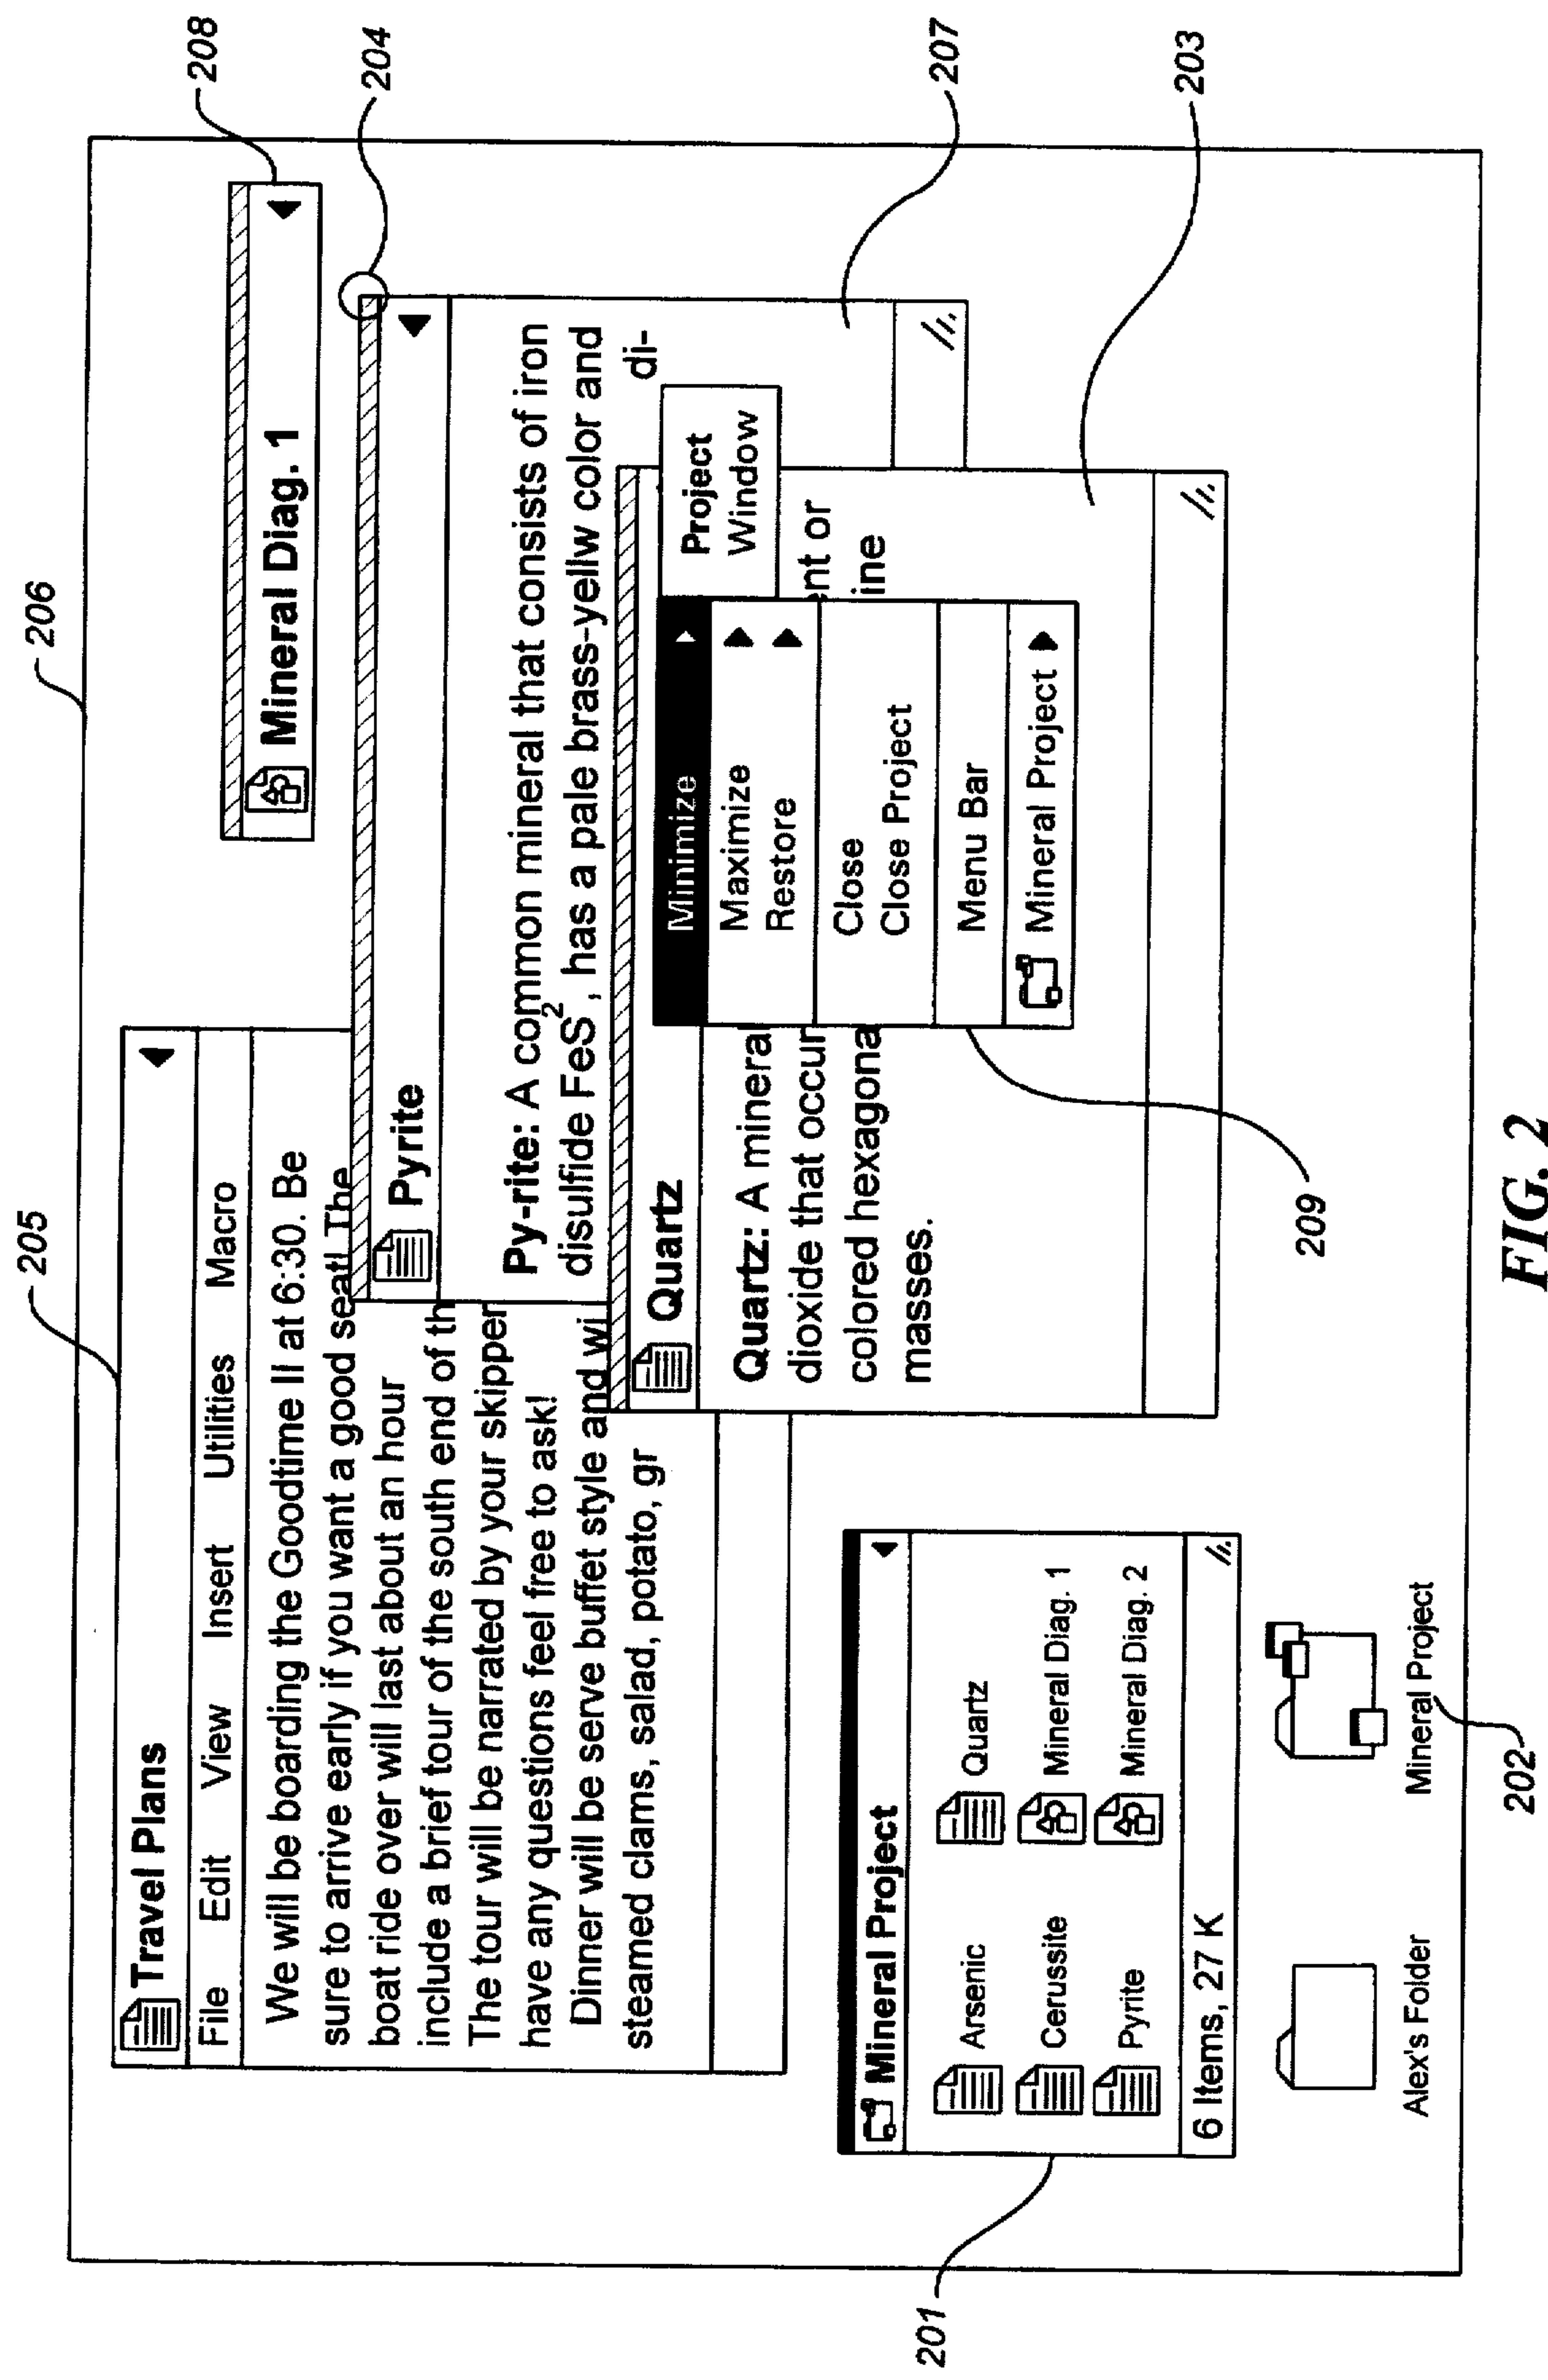 206
205
Travel Plans
File Edit View Insert Utilities Macro
We will be boarding the Goodtime II at 6:30. Be
sure to arrive early if you want a good seat! The
boat ride over will last about an hour
include a brief tour of the south end of th
The tour will be narrated by your skipper
have any questions feel free to ask!
Dinner will be serve buffet style and wi
steamed clams, salad, potato, gr
Mineral Diag. 1
208
204
Pyrite
Py-rite: A common mineral that consists of iron
disulfide FeS2, has a pale brass-yellw color and
di-
207
Quartz
Quartz: A minera
ent or
dioxide that occur
ine
colored hexagona
masses.
203
Minimize
Maximize
Restore
Close
Close Project
Menu Bar
Mineral Project
Project
Window
209
Mineral Project
Arsenic Quartz
Cerussite Mineral Diag. 1
Pyrite Mineral Diag. 2
6 Items, 27 K
201
Alex's Folder Mineral Project
202
FIG. 2